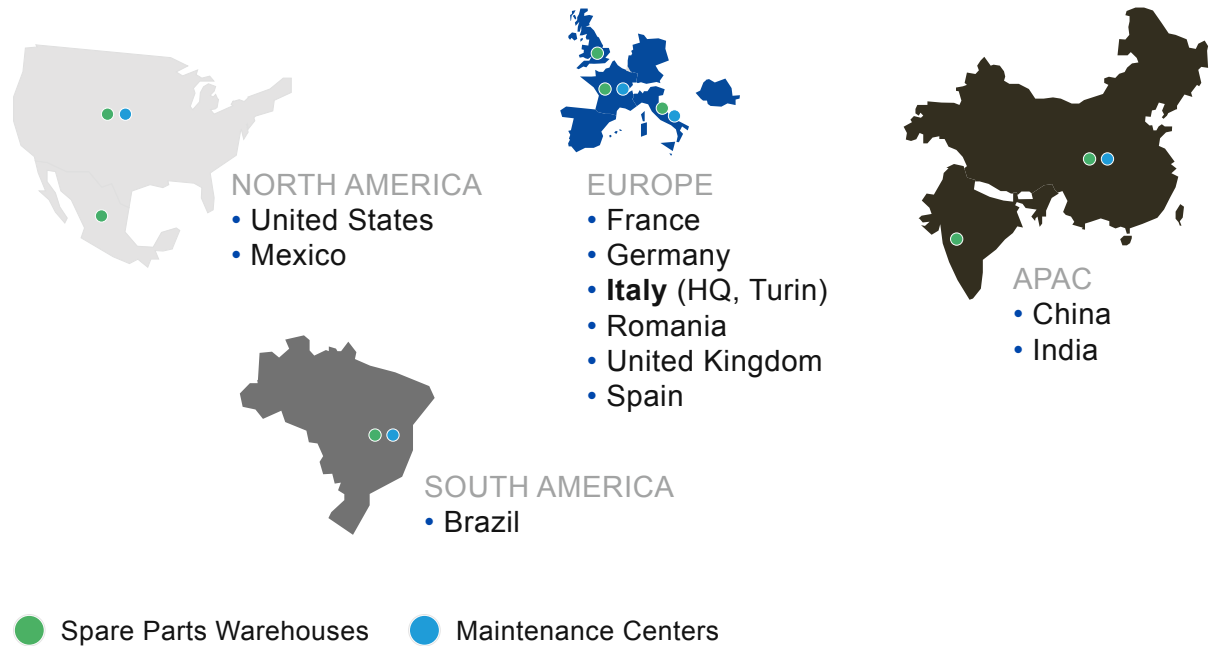 NORTH AMERICA
• United States
• Mexico
EUROPE
• France
• Germany
• Italy (HQ, Turin)
• Romania
• United Kingdom
• Spain
APAC
• China
• India
SOUTH AMERICA
• Brazil
Spare Parts Warehouses
Maintenance Centers